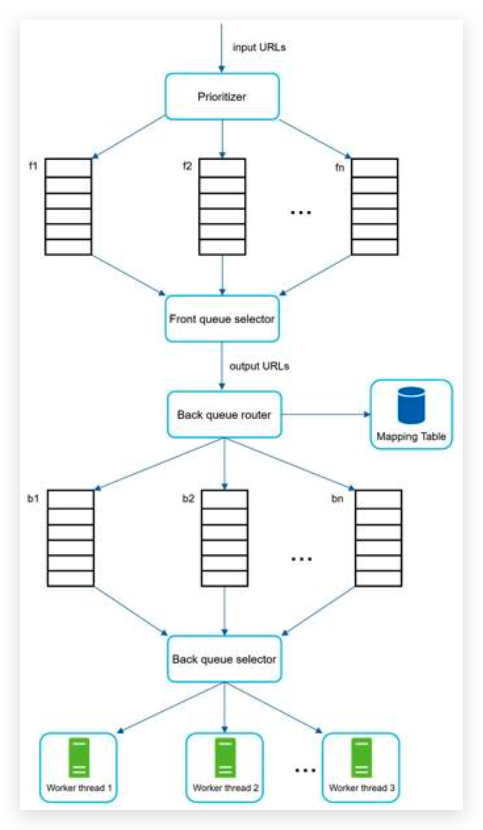 input URLs
Prioritizer
f1
f2
fn
...
Front queue selector
output URLs
Back queue router
Mapping Table
b1
b2
bn
...
Back queue selector
...
Worker thread 1
Worker thread 2
Worker thread 3